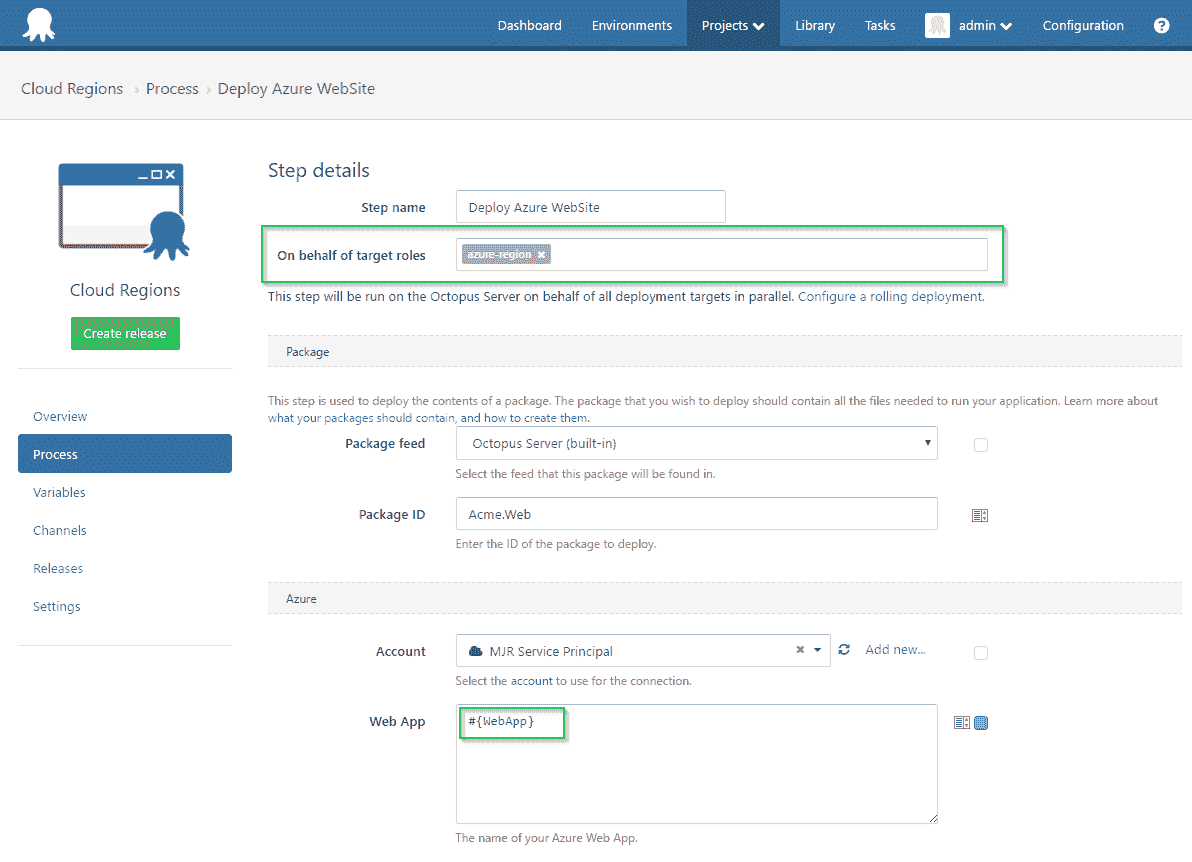 Dashboard Environments Projects Library Tasks admin Configuration ?
Cloud Regions › Process › Deploy Azure WebSite
Cloud Regions
Create release
Overview
Process
Variables
Channels
Releases
Settings
Step details
Step name Deploy Azure WebSite
On behalf of target roles azure-region ×
This step will be run on the Octopus Server on behalf of all deployment targets in parallel. Configure a rolling deployment.
Package
This step is used to deploy the contents of a package. The package that you wish to deploy should contain all the files needed to run your application. Learn more about
what your packages should contain, and how to create them.
Package feed Octopus Server (built-in)
Select the feed that this package will be found in.
Package ID Acme.Web
Enter the ID of the package to deploy.
Azure
Account MJR Service Principal × Add new...
Select the account to use for the connection.
Web App #{WebApp}
The name of your Azure Web App.